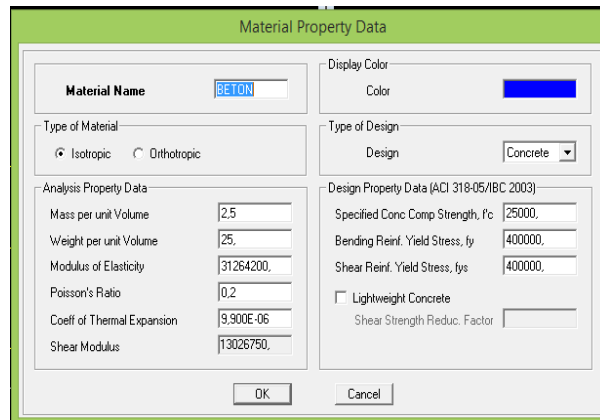 Material Property Data
Material Name BETON
Display Color
Color
Type of Material
Isotropic Orthotropic
Type of Design
Design Concrete
Analysis Property Data
Mass per unit Volume 2,5
Weight per unit Volume 25,
Modulus of Elasticity 31264200,
Poisson's Ratio 0,2
Coeff of Thermal Expansion 9,900E-06
Shear Modulus 13026750,
Design Property Data (ACI 318-05/IBC 2003)
Specified Conc Comp Strength, f'c 25000,
Bending Reinf. Yield Stress, fy 400000,
Shear Reinf. Yield Stress, fys 400000,
Lightweight Concrete
Shear Strength Reduc. Factor
OK Cancel